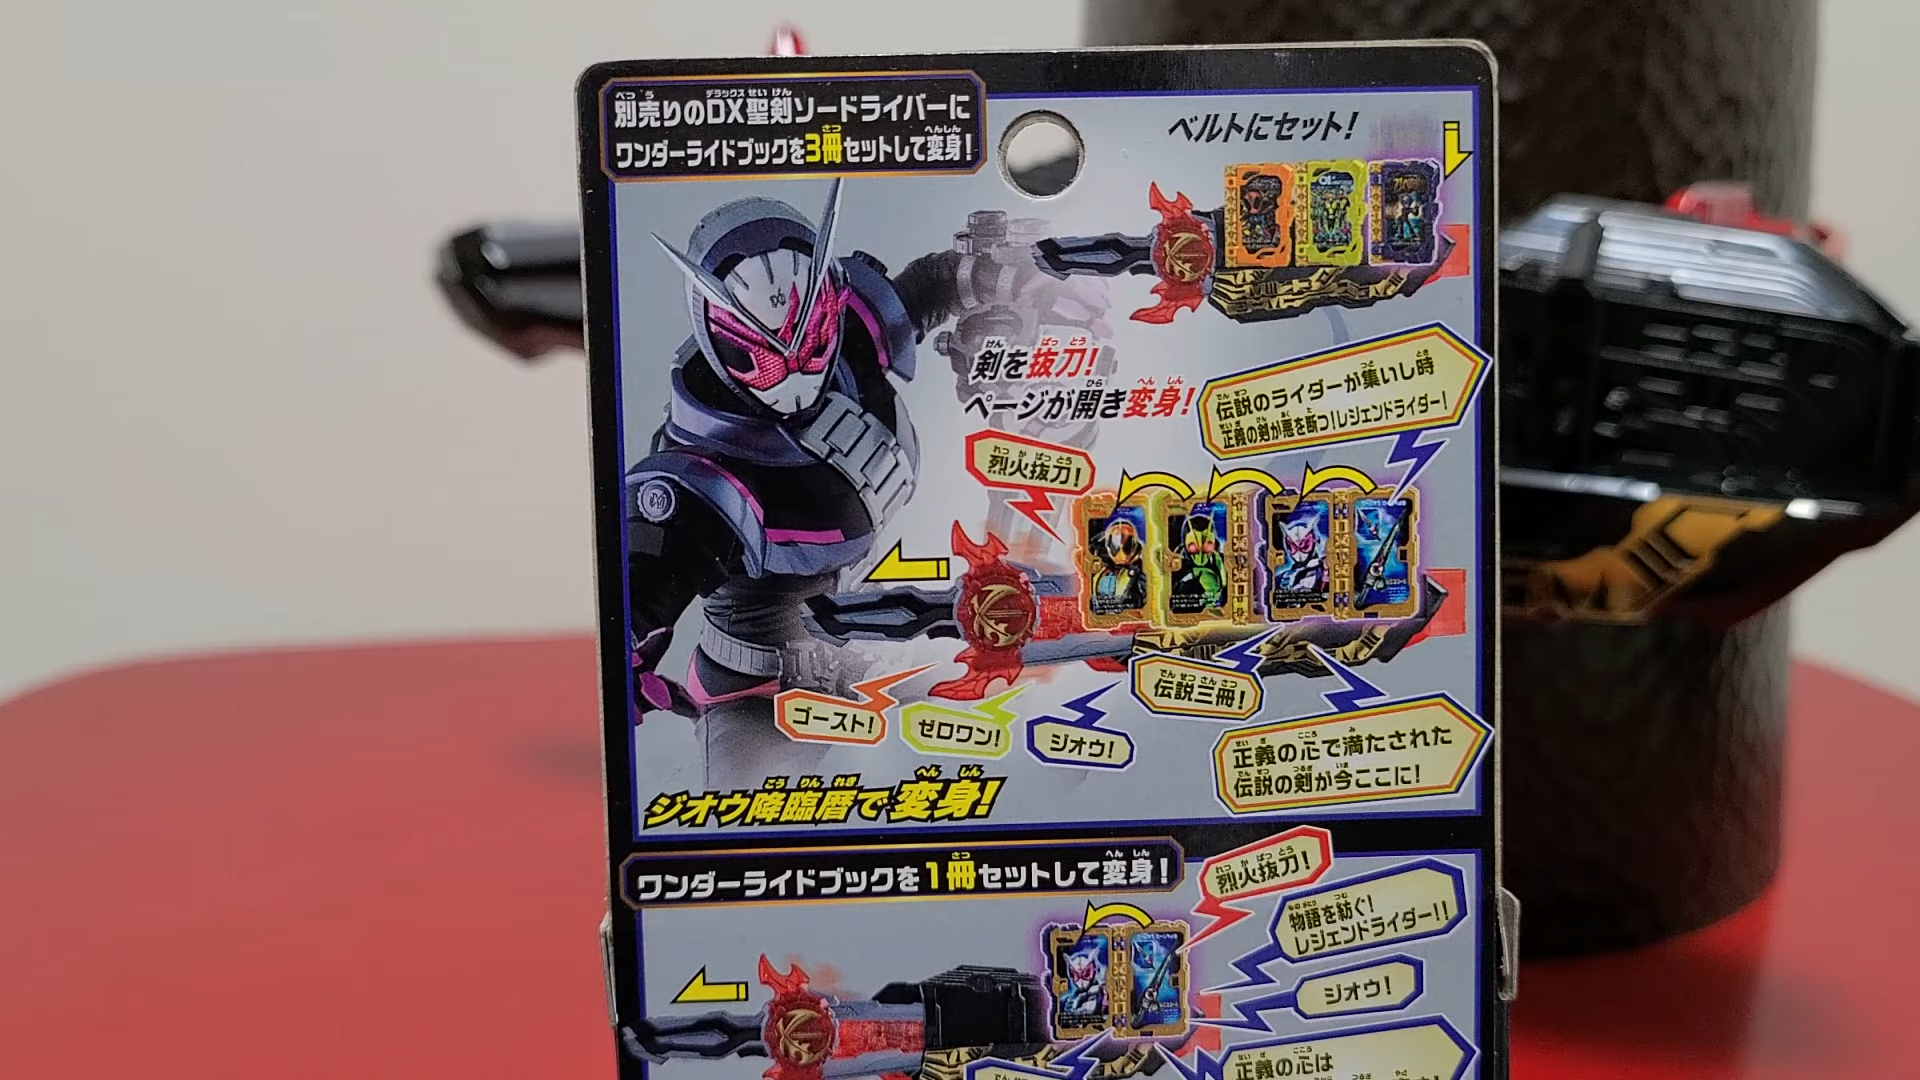 別売りのDX聖剣ソードライバーに
ワンダーライドブックを3冊セットして変身!
ベルトにセット!
剣を抜刀!
ページが開き変身!
伝説のライダーが集いし時
正義の剣が悪を断つ!レジェンドライダー!
烈火抜刀!
伝説三冊!
ゴースト!
ゼロワン!
ジオウ!
正義の心で満たされた
伝説の剣が今ここに!
ジオウ降臨暦で変身!
ワンダーライドブックを1冊セットして変身!
烈火抜刀!
物語を紡ぐ!
レジェンドライダー!!
ジオウ!
正義の心は